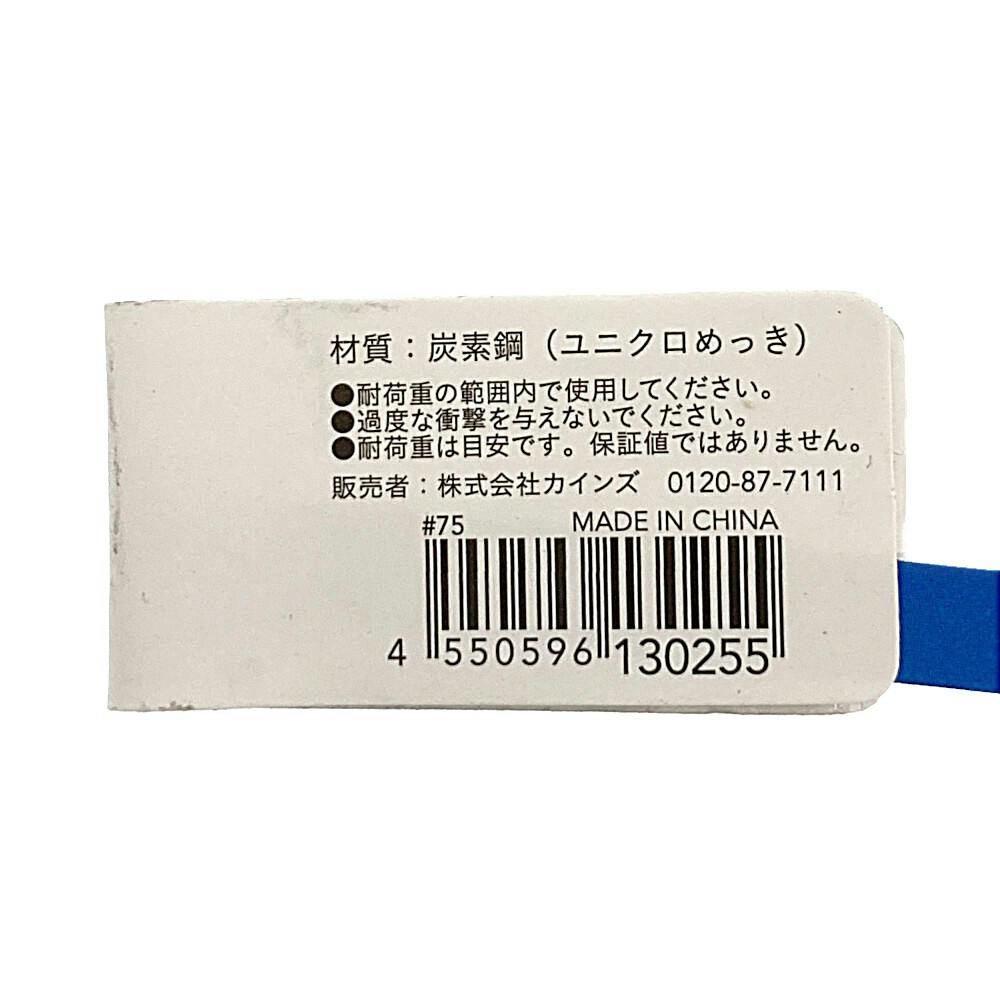 材質：炭素鋼（ユニクロめっき）
●耐荷重の範囲内で使用してください。
●過度な衝撃を与えないでください。
●耐荷重は目安です。保証値ではありません。
販売者：株式会社カインズ 0120-87-7111
#75 MADE IN CHINA
4 550596 130255